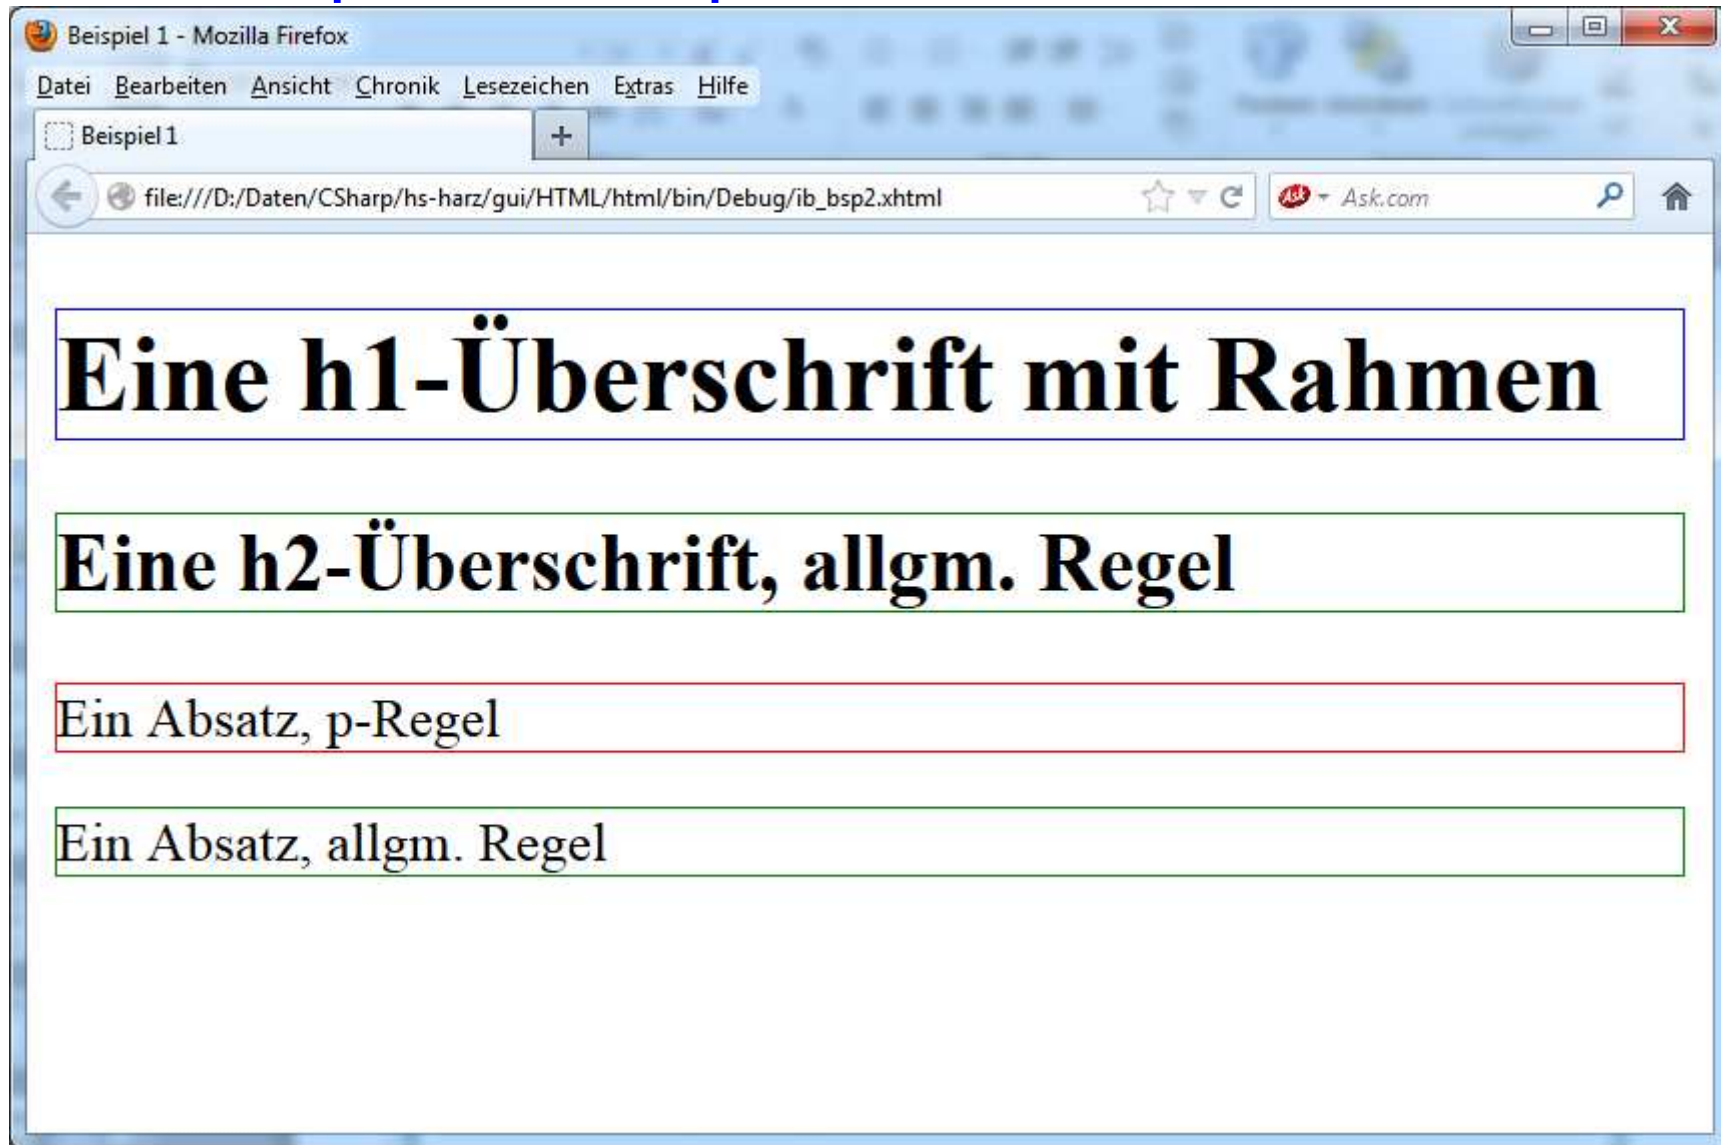 Beispiel 1 - Mozilla Firefox
Datei Bearbeiten Ansicht Chronik Lesezeichen Extras Hilfe
Beispiel 1
file:///D:/Daten/CSharp/hs-harz/gui/HTML/html/bin/Debug/ib_bsp2.xhtml
Ask Ask.com
Eine h1-Überschrift mit Rahmen
Eine h2-Überschrift, allgm. Regel
Ein Absatz, p-Regel
Ein Absatz, allgm. Regel